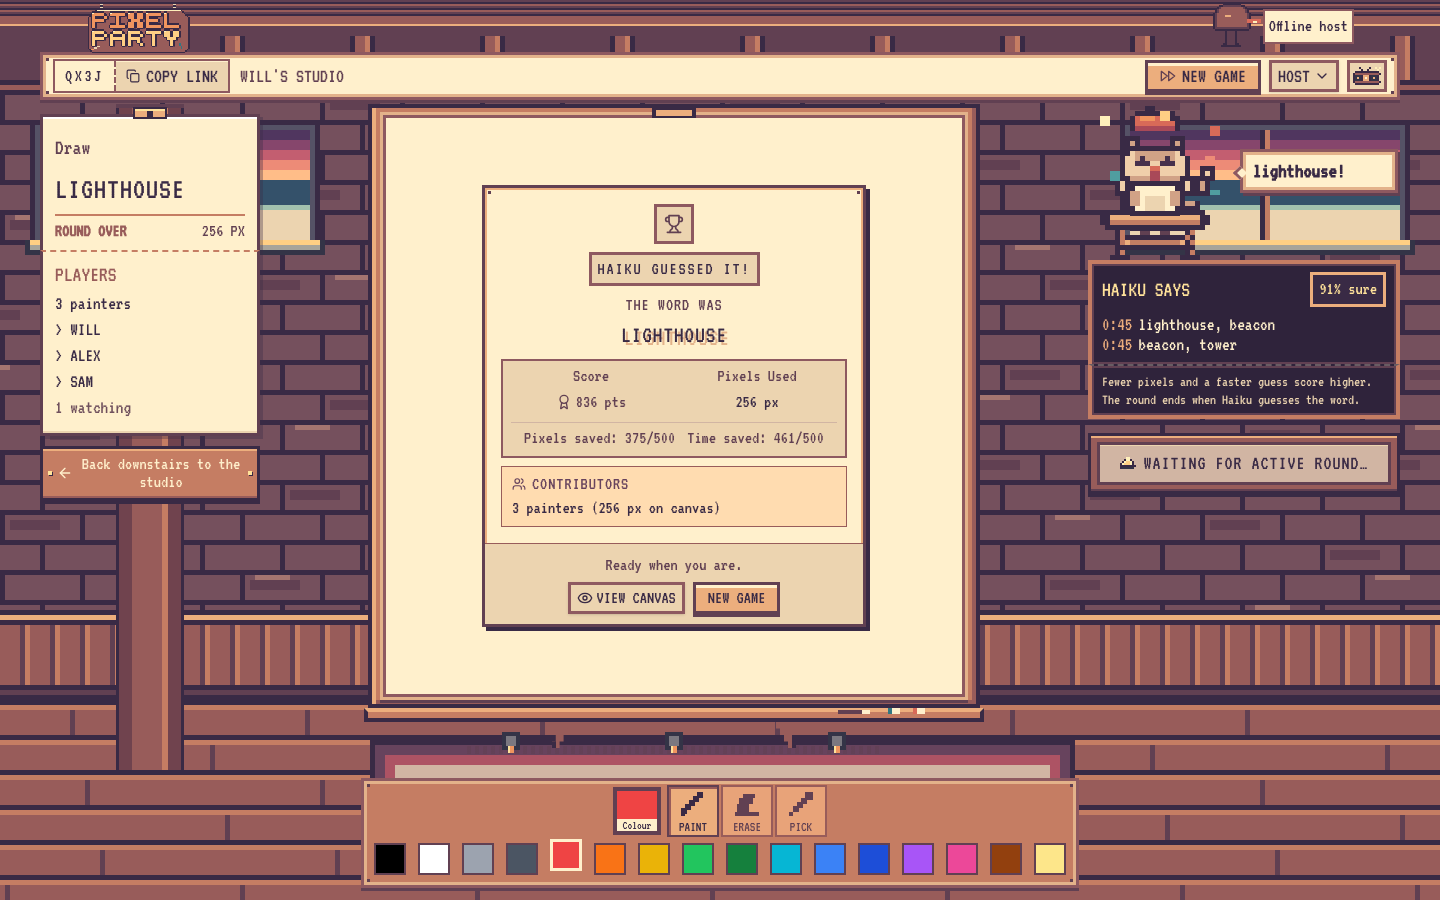 PIXEL
PARTY
Offline host
QX3J
COPY LINK
WILL'S STUDIO
NEW GAME
HOST
Draw
LIGHTHOUSE
ROUND OVER
256 PX
PLAYERS
3 painters
> WILL
> ALEX
> SAM
1 watching
Back downstairs to the
studio
HAIKU GUESSED IT!
THE WORD WAS
LIGHTHOUSE
Score
Pixels Used
836 pts
256 px
Pixels saved: 375/500
Time saved: 461/500
CONTRIBUTORS
3 painters (256 px on canvas)
Ready when you are.
VIEW CANVAS
NEW GAME
lighthouse!
HAIKU SAYS
91% sure
0:45 lighthouse, beacon
0:45 beacon, tower
Fewer pixels and a faster guess score higher.
The round ends when Haiku guesses the word.
WAITING FOR ACTIVE ROUND…
Colour
PAINT
ERASE
PICK